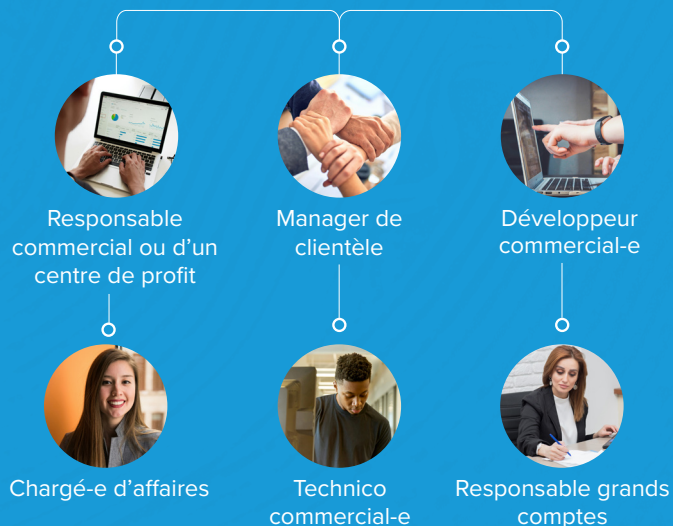 Responsable
commercial ou d'un
centre de profit
Manager de
clientèle
Développeur
commercial-e
Chargé-e d'affaires
Technico
commercial-e
Responsable grands
comptes